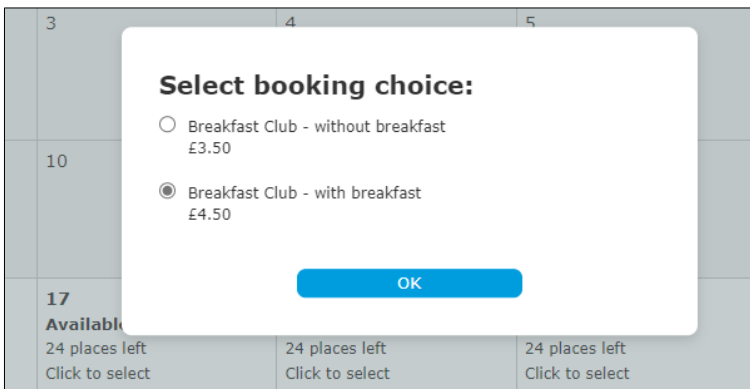 3 4 5
Select booking choice:
Breakfast Club - without breakfast
£3.50
10
Breakfast Club - with breakfast
£4.50
OK
17
Available
24 places left 24 places left 24 places left
Click to select Click to select Click to select